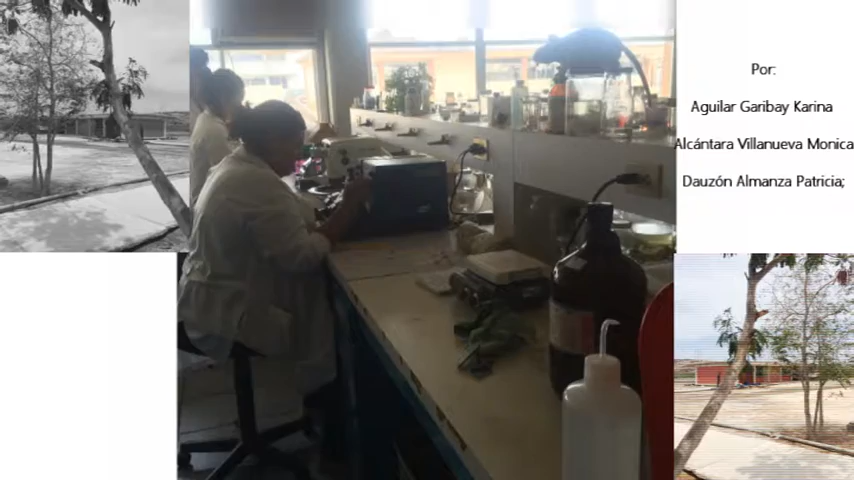 Por:
Aguilar Garibay Karina
Alcántara Villanueva Monica
Dauzón Almanza Patricia;